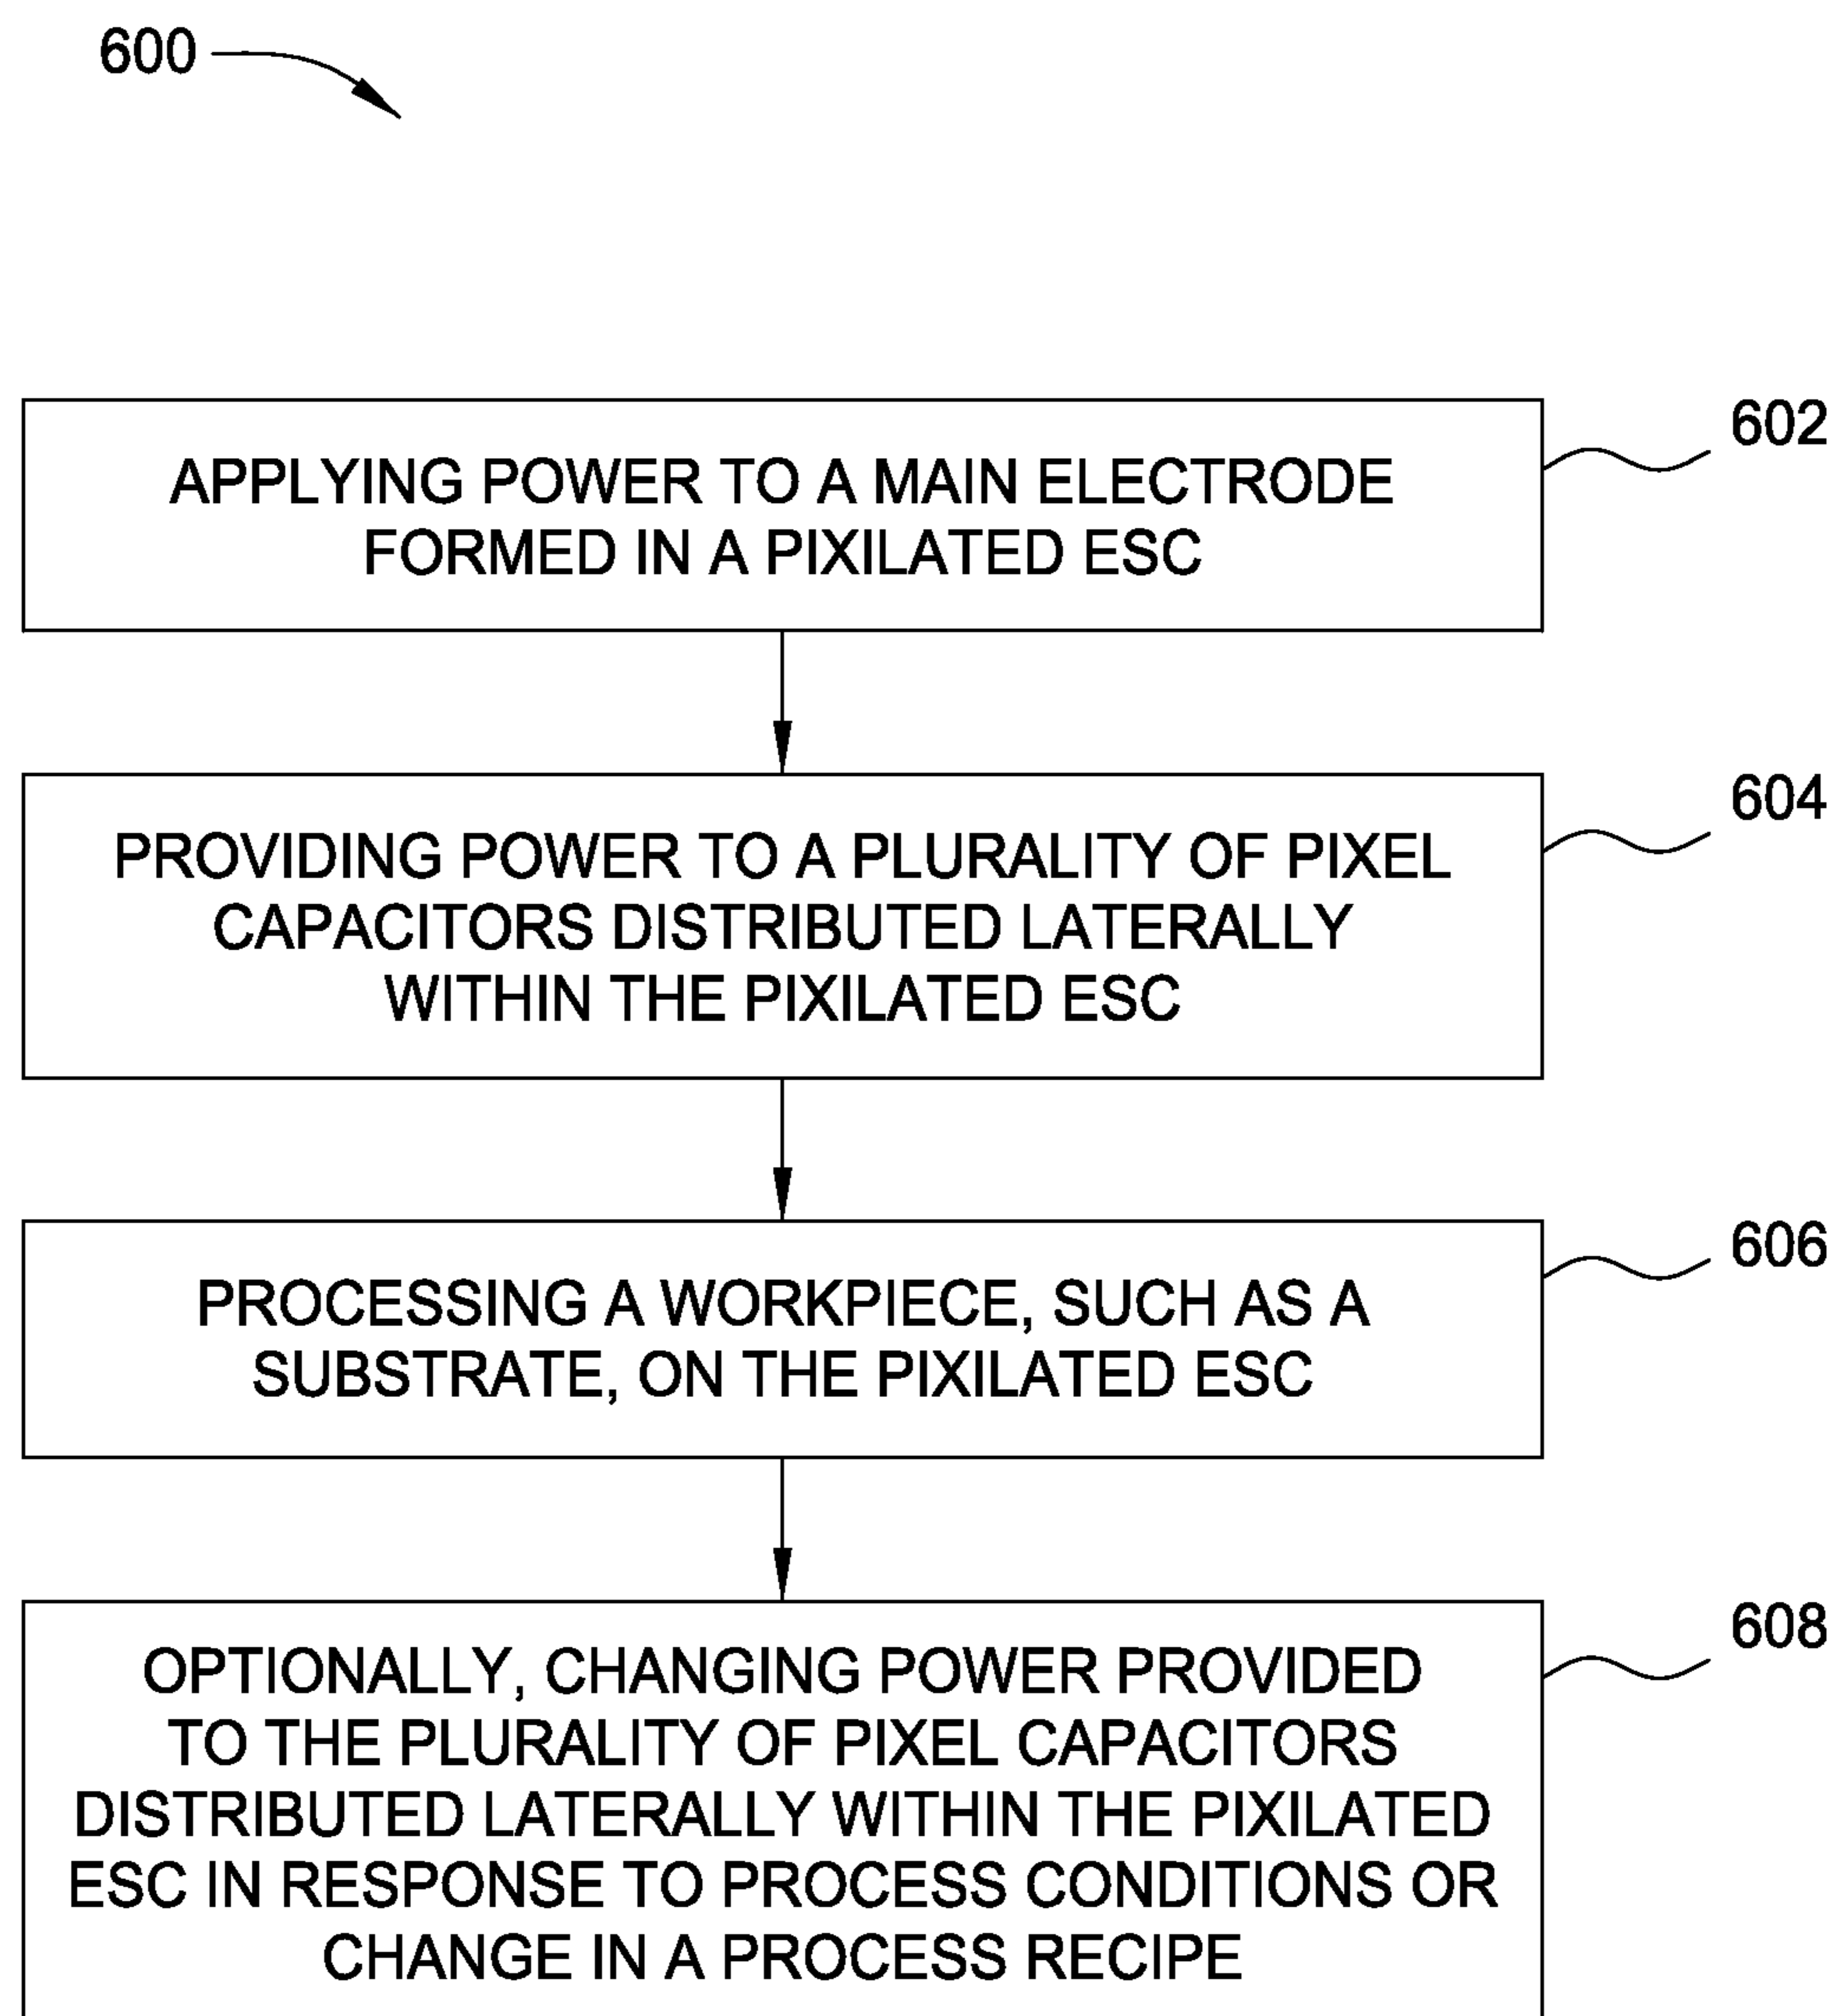 600
602
APPLYING POWER TO A MAIN ELECTRODE
FORMED IN A PIXILATED ESC
604
PROVIDING POWER TO A PLURALITY OF PIXEL
CAPACITORS DISTRIBUTED LATERALLY
WITHIN THE PIXILATED ESC
606
PROCESSING A WORKPIECE, SUCH AS A
SUBSTRATE, ON THE PIXILATED ESC
608
OPTIONALLY, CHANGING POWER PROVIDED
TO THE PLURALITY OF PIXEL CAPACITORS
DISTRIBUTED LATERALLY WITHIN THE PIXILATED
ESC IN RESPONSE TO PROCESS CONDITIONS OR
CHANGE IN A PROCESS RECIPE